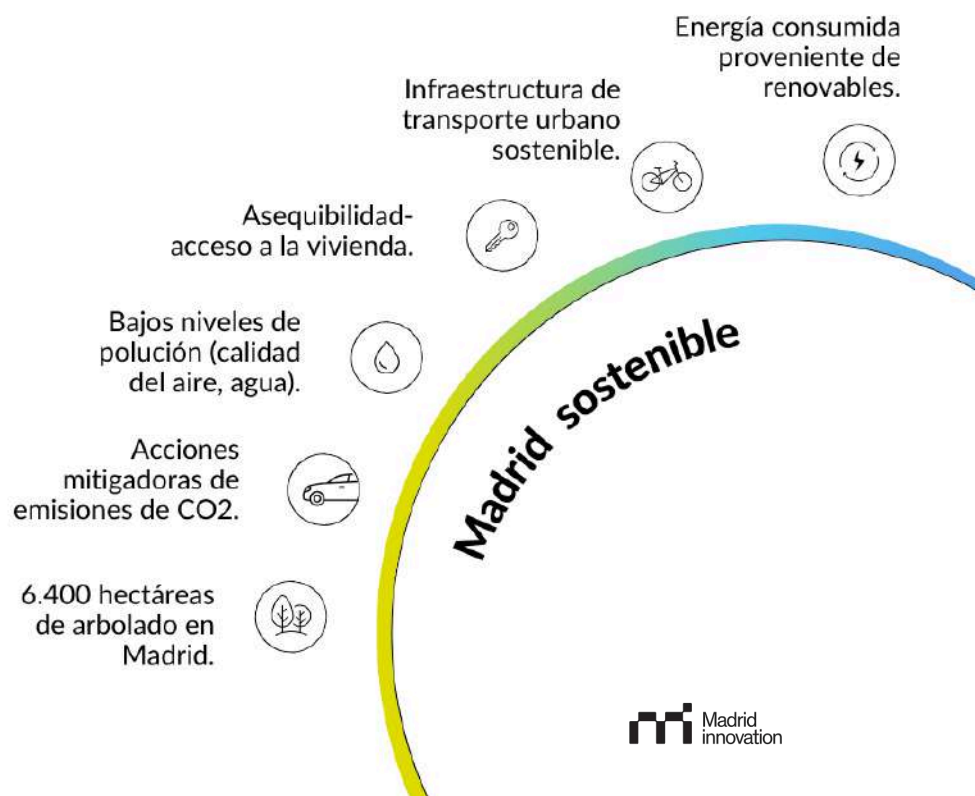 Energía consumida
proveniente de
renovables.
Infraestructura de
transporte urbano
sostenible.
Asequibilidad-
acceso a la vivienda.
Bajos niveles de
polución (calidad
del aire, agua).
Acciones
mitigadoras de
emisiones de CO2.
6.400 hectáreas
de arbolado en
Madrid.
Madrid sostenible
Madrid
innovation